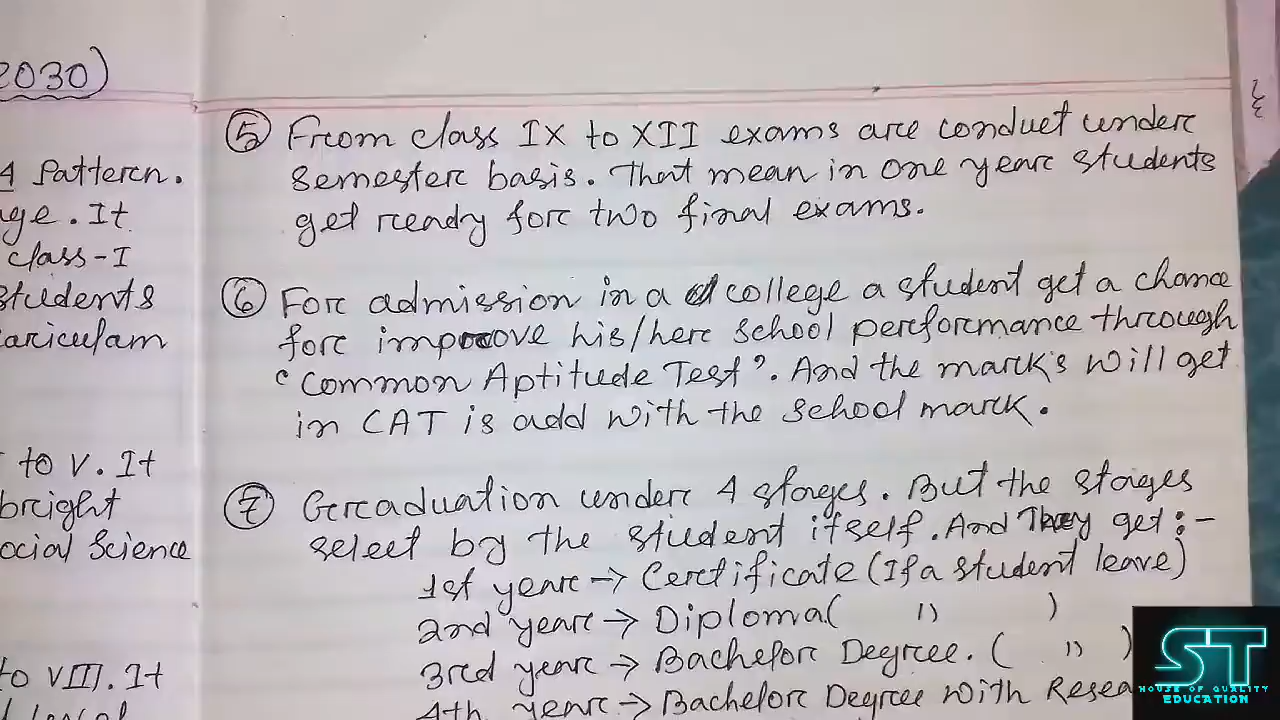 2030)
4 Pattern.
ge. It
class-I
students
ariculam
to V. It
bright
ocial Science
to VIII. It
5 From class IX to XII exams are conduct under
semester basis. That mean in one year students
get ready for two final exams.
6 For admission in a college a student get a chance
for improve his/her school performance through
'Common Aptitude Test'. And the mark's will get
in CAT is add with the school mark.
7 Graduation under 4 stages. But the stages
select by the student itself. And They get :-
1st year → Certificate (If a student leave)
2nd year → Diploma ( " )
3rd year → Bachelor Degree. ( " )
4th year → Bachelor Degree with Resea
ST
HOUSE OF QUALITY
EDUCATION